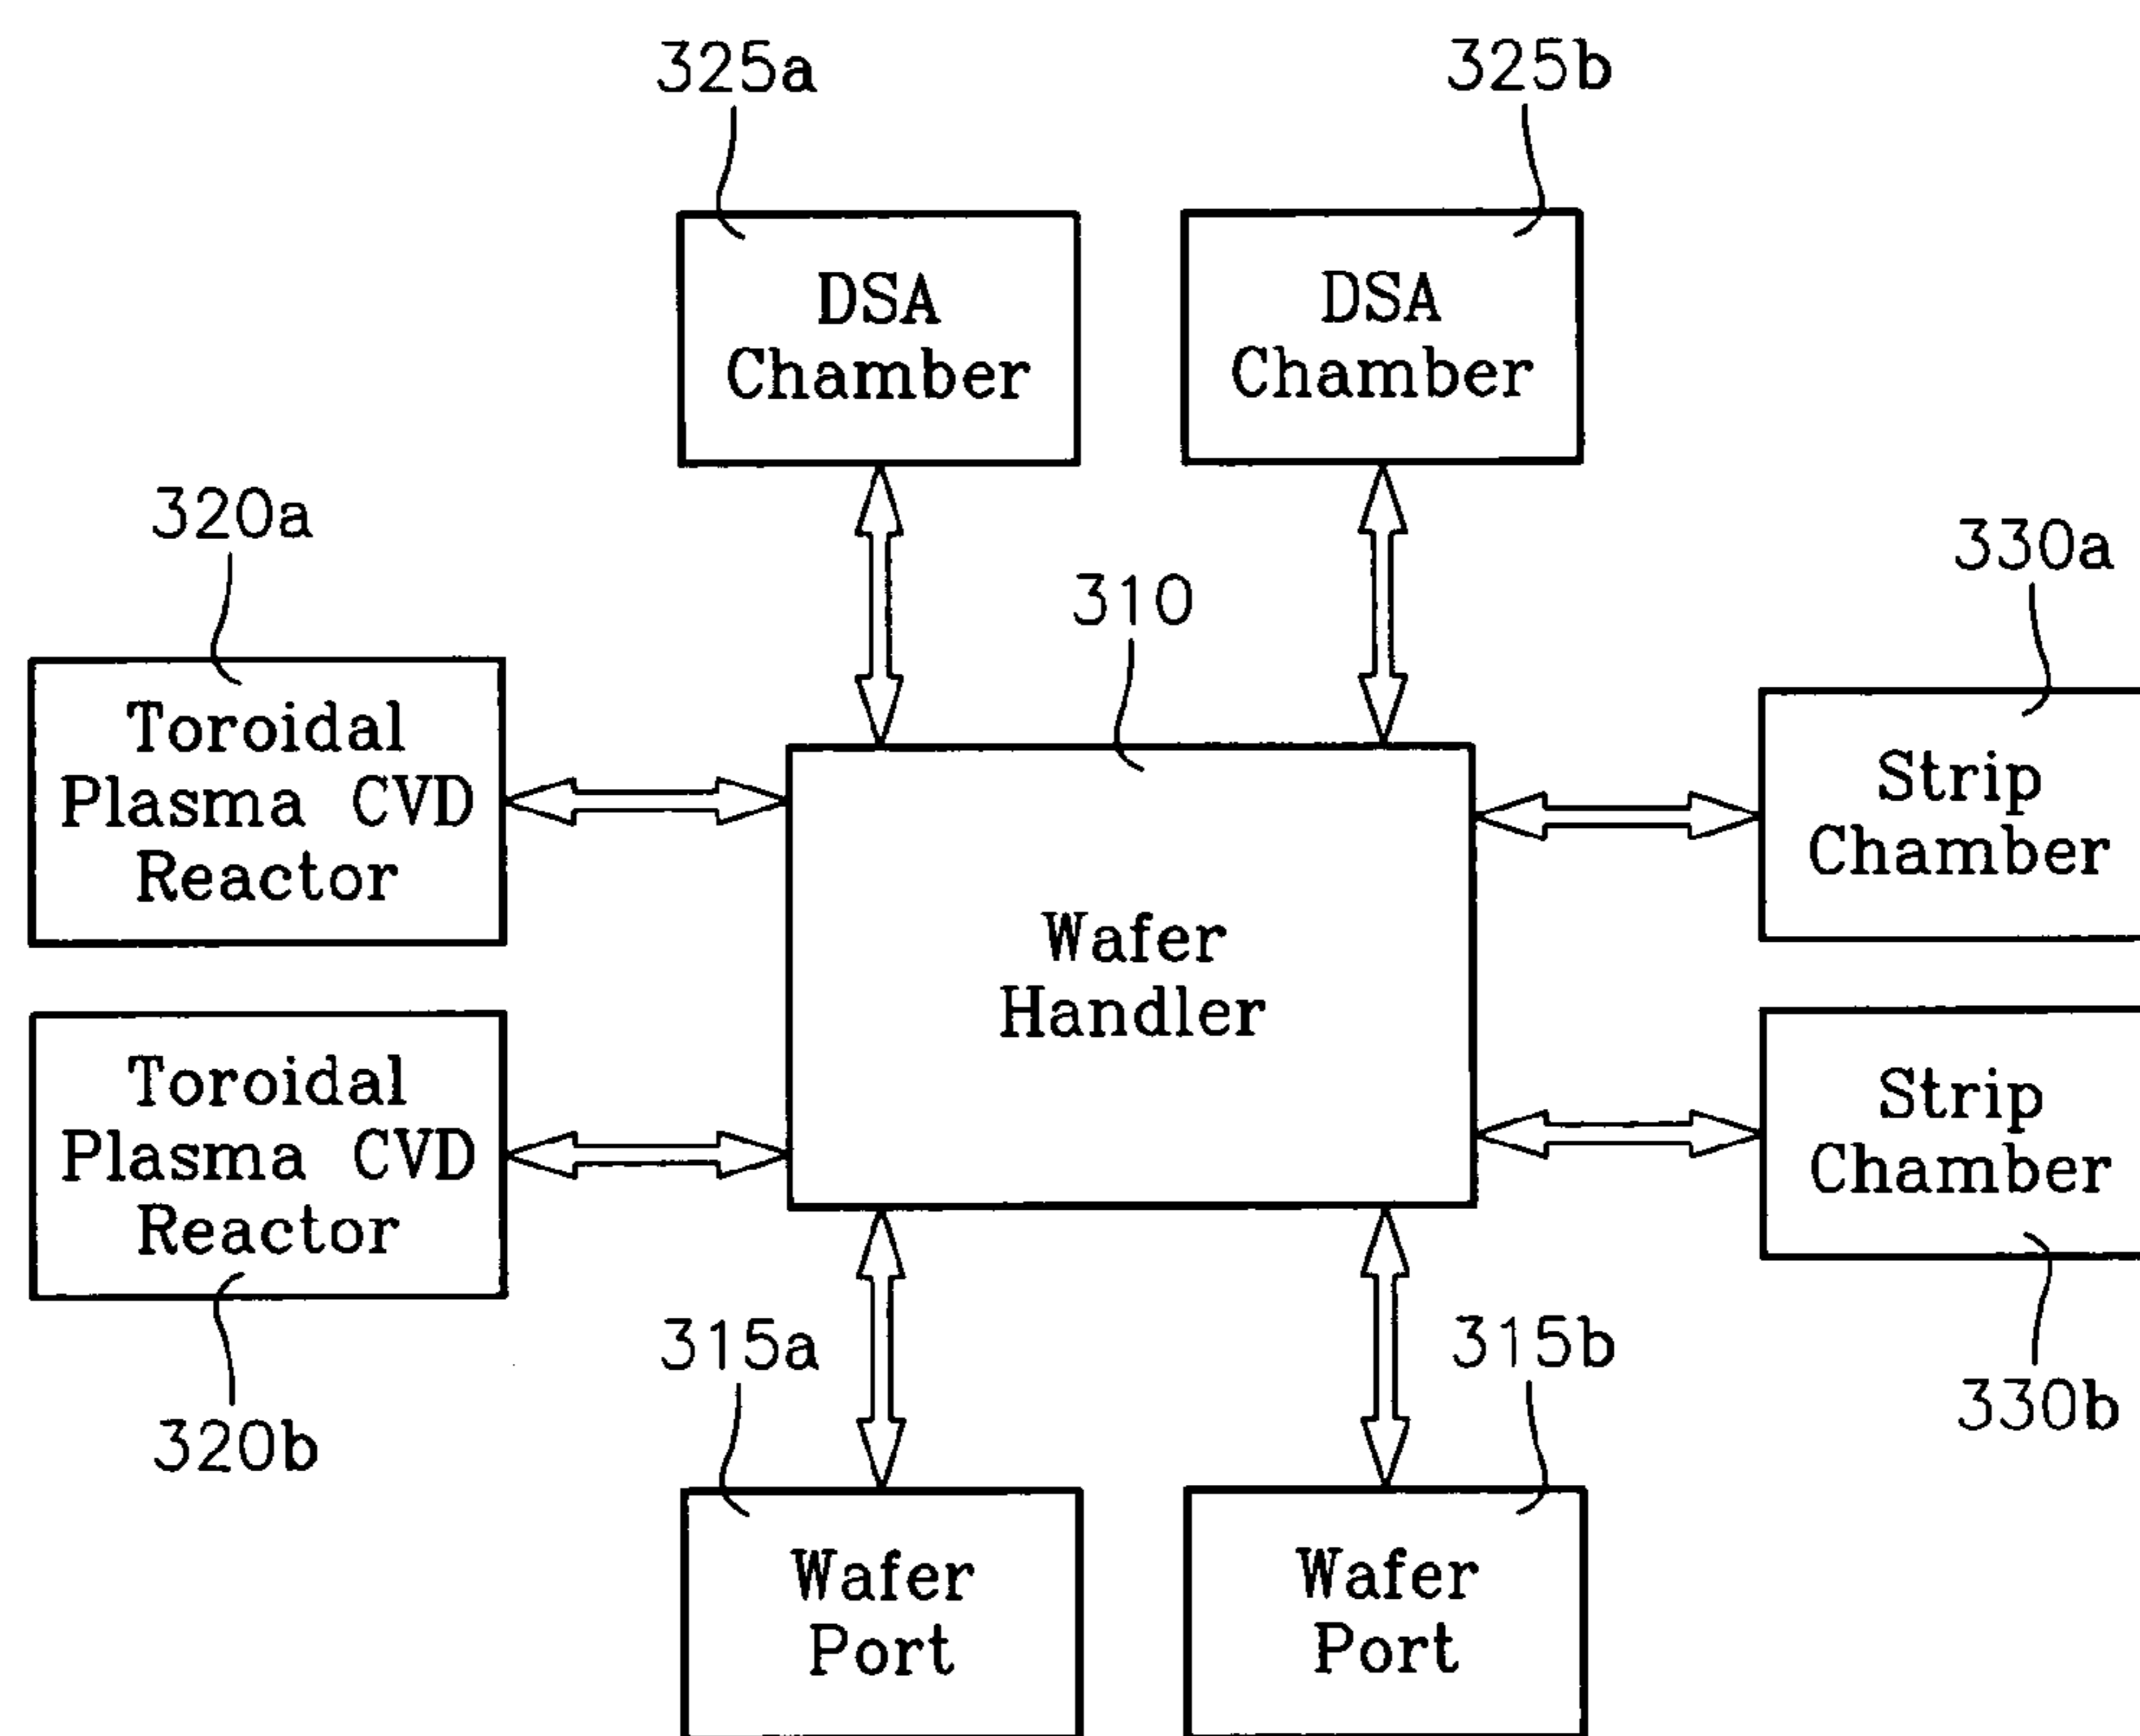 325a
325b
DSA
Chamber
DSA
Chamber
320a
310
330a
Toroidal
Plasma CVD
Reactor
Strip
Chamber
Wafer
Handler
Toroidal
Plasma CVD
Reactor
Strip
Chamber
315a
315b
320b
330b
Wafer
Port
Wafer
Port